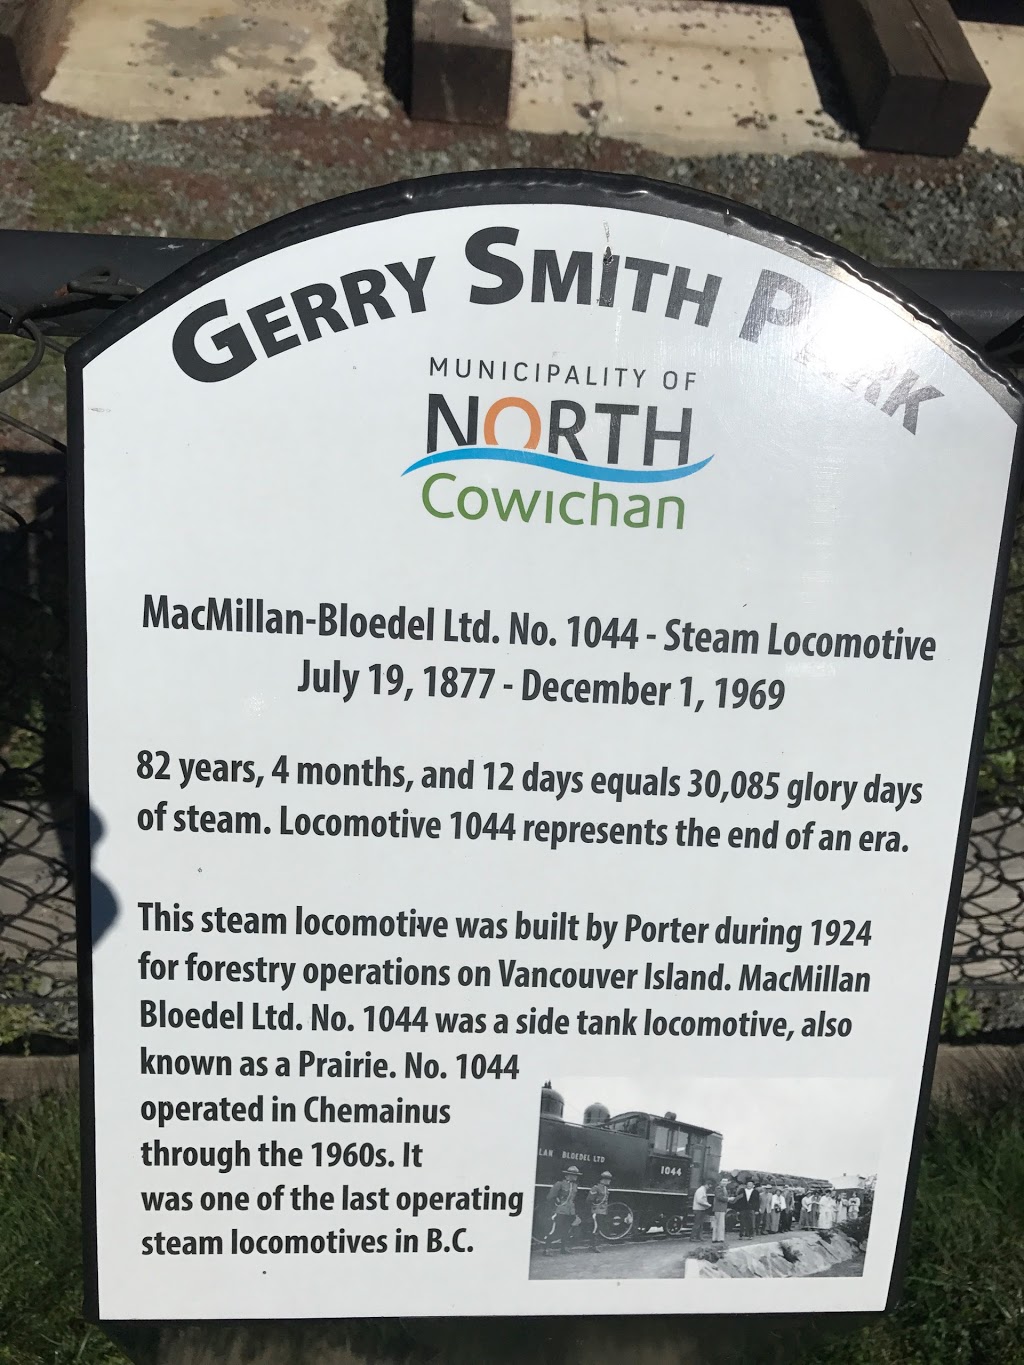 GERRY SMITH PARK
MUNICIPALITY OF
NORTH
Cowichan
MacMillan-Bloedel Ltd. No. 1044 - Steam Locomotive
July 19, 1877 - December 1, 1969
82 years, 4 months, and 12 days equals 30,085 glory days
of steam. Locomotive 1044 represents the end of an era.
This steam locomotive was built by Porter during 1924
for forestry operations on Vancouver Island. MacMillan
Bloedel Ltd. No. 1044 was a side tank locomotive, also
known as a Prairie. No. 1044
operated in Chemainus
through the 1960s. It
was one of the last operating
steam locomotives in B.C.
LAN BLOEDEL LTD
1044